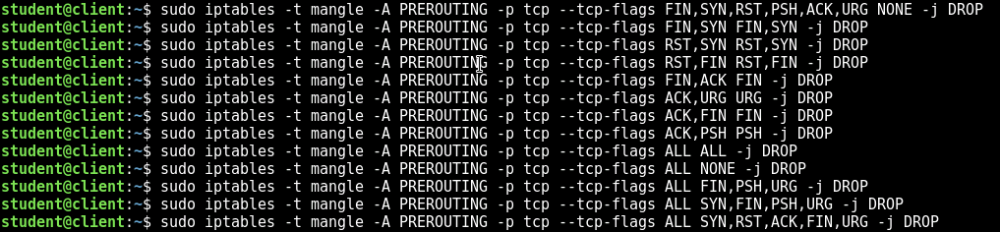 student@client:~$ sudo iptables -t mangle -A PREROUTING -p tcp --tcp-flags FIN,SYN,RST,PSH,ACK,URG NONE -j DROP
student@client:~$ sudo iptables -t mangle -A PREROUTING -p tcp --tcp-flags FIN,SYN FIN,SYN -j DROP
student@client:~$ sudo iptables -t mangle -A PREROUTING -p tcp --tcp-flags RST,SYN RST,SYN -j DROP
student@client:~$ sudo iptables -t mangle -A PREROUTING -p tcp --tcp-flags RST,FIN RST,FIN -j DROP
student@client:~$ sudo iptables -t mangle -A PREROUTING -p tcp --tcp-flags FIN,ACK FIN -j DROP
student@client:~$ sudo iptables -t mangle -A PREROUTING -p tcp --tcp-flags ACK,URG URG -j DROP
student@client:~$ sudo iptables -t mangle -A PREROUTING -p tcp --tcp-flags ACK,FIN FIN -j DROP
student@client:~$ sudo iptables -t mangle -A PREROUTING -p tcp --tcp-flags ACK,PSH PSH -j DROP
student@client:~$ sudo iptables -t mangle -A PREROUTING -p tcp --tcp-flags ALL ALL -j DROP
student@client:~$ sudo iptables -t mangle -A PREROUTING -p tcp --tcp-flags ALL NONE -j DROP
student@client:~$ sudo iptables -t mangle -A PREROUTING -p tcp --tcp-flags ALL FIN,PSH,URG -j DROP
student@client:~$ sudo iptables -t mangle -A PREROUTING -p tcp --tcp-flags ALL SYN,FIN,PSH,URG -j DROP
student@client:~$ sudo iptables -t mangle -A PREROUTING -p tcp --tcp-flags ALL SYN,RST,ACK,FIN,URG -j DROP